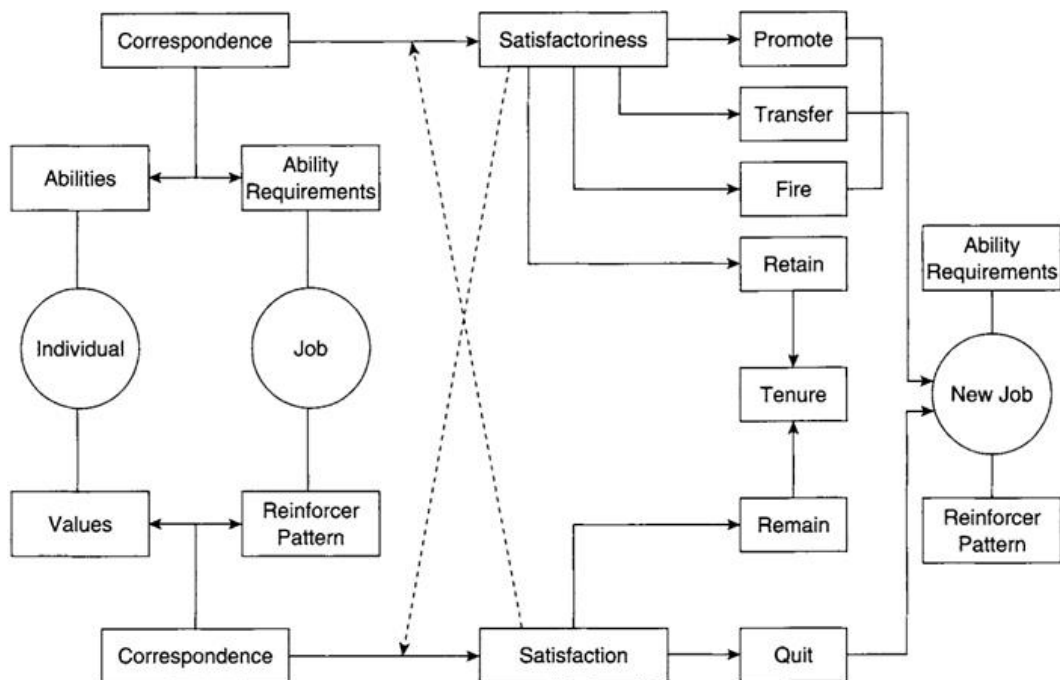 Correspondence
Satisfactoriness
Promote
Transfer
Abilities
Ability
Requirements
Fire
Retain
Ability
Requirements
Individual
Job
Tenure
New Job
Values
Reinforcer
Pattern
Remain
Reinforcer
Pattern
Correspondence
Satisfaction
Quit